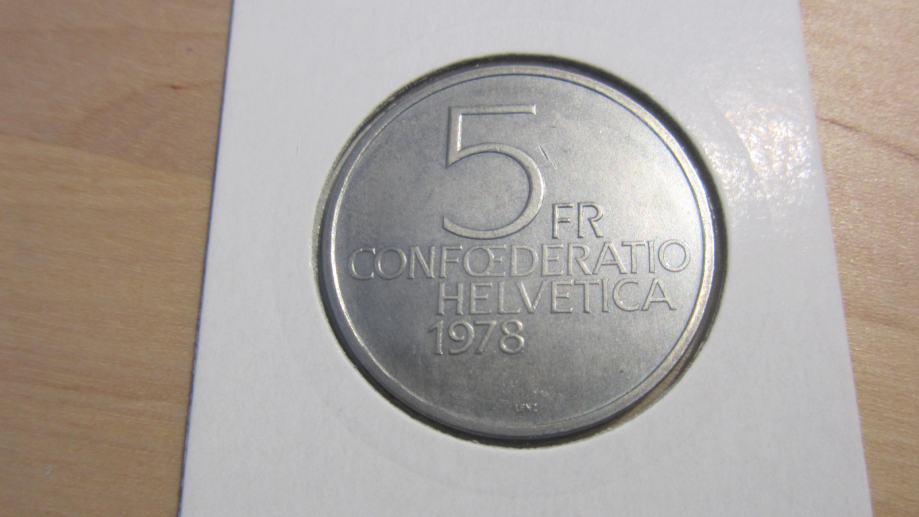 5
FR
CONFŒDERATIO
HELVETICA
1978